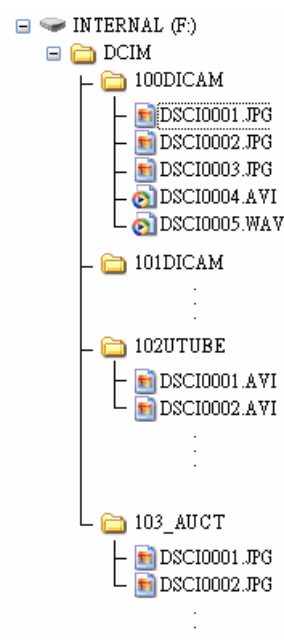 INTERNAL (F:)
DCIM
100DICAM
DSCI0001.JPG
DSCI0002.JPG
DSCI0003.JPG
DSCI0004.AVI
DSCI0005.WAV
101DICAM
102UTUBE
DSCI0001.AVI
DSCI0002.AVI
103_AUCT
DSCI0001.JPG
DSCI0002.JPG